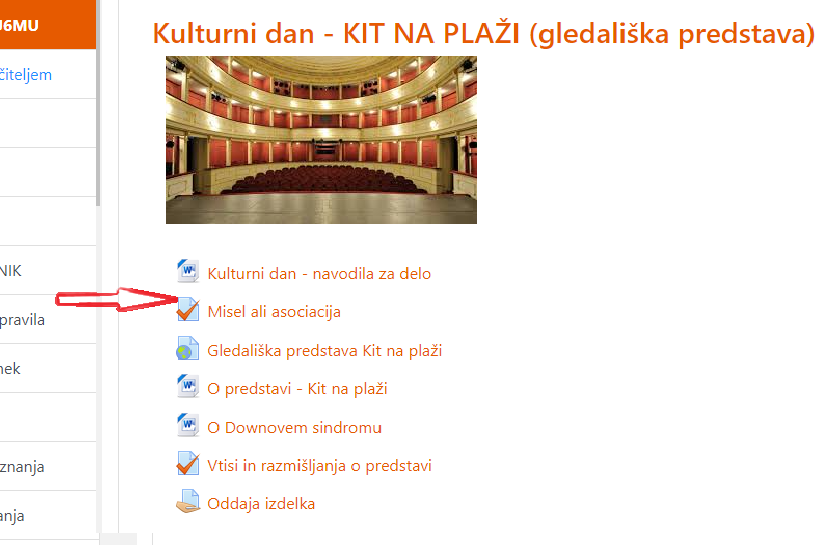 U6MU
čiteljem
NIK
pravila
nek
znanja
anja
Kulturni dan - KIT NA PLAŽI (gledališka predstava)
Kulturni dan - navodila za delo
Misel ali asociacija
Gledališka predstava Kit na plaži
O predstavi - Kit na plaži
O Downovem sindromu
Vtisi in razmišljanja o predstavi
Oddaja izdelka